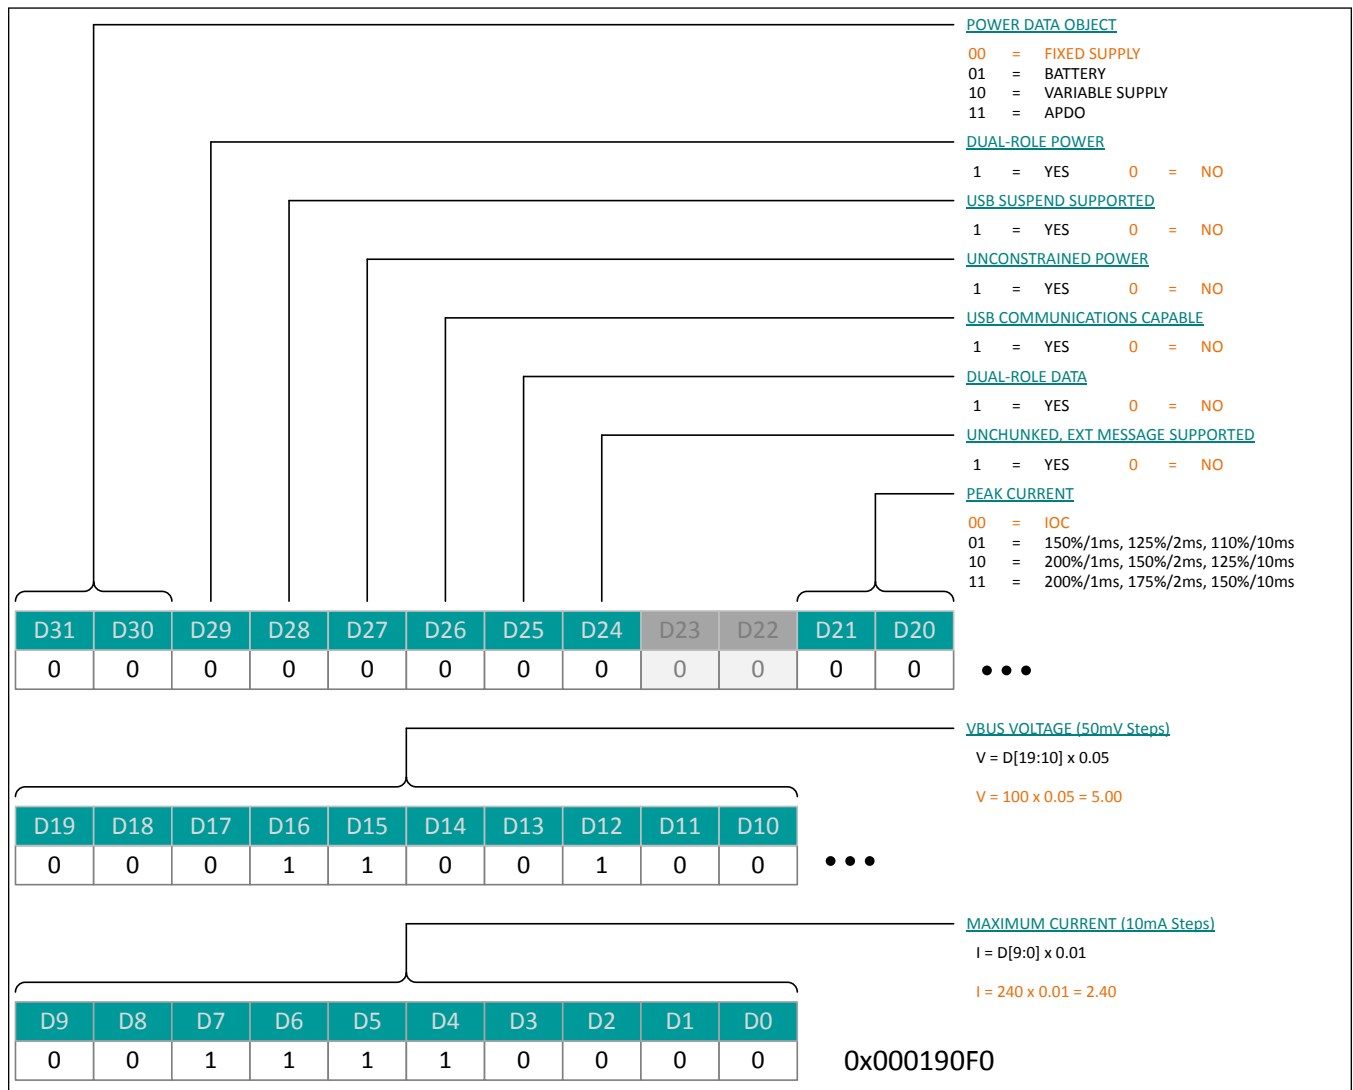 POWER DATA OBJECT
00 = FIXED SUPPLY
01 = BATTERY
10 = VARIABLE SUPPLY
11 = APDO
DUAL-ROLE POWER
1 = YES 0 = NO
USB SUSPEND SUPPORTED
1 = YES 0 = NO
UNCONSTRAINED POWER
1 = YES 0 = NO
USB COMMUNICATIONS CAPABLE
1 = YES 0 = NO
DUAL-ROLE DATA
1 = YES 0 = NO
UNCHUNKED, EXT MESSAGE SUPPORTED
1 = YES 0 = NO
PEAK CURRENT
00 = IOC
01 = 150%/1ms, 125%/2ms, 110%/10ms
10 = 200%/1ms, 150%/2ms, 125%/10ms
11 = 200%/1ms, 175%/2ms, 150%/10ms
D31 D30 D29 D28 D27 D26 D25 D24 D23 D22 D21 D20
0 0 0 0 0 0 0 0 0 0 0 0 •••
VBUS VOLTAGE (50mV Steps)
V = D[19:10] x 0.05
V = 100 x 0.05 = 5.00
D19 D18 D17 D16 D15 D14 D13 D12 D11 D10
0 0 0 1 1 0 0 1 0 0 •••
MAXIMUM CURRENT (10mA Steps)
I = D[9:0] x 0.01
I = 240 x 0.01 = 2.40
D9 D8 D7 D6 D5 D4 D3 D2 D1 D0
0 0 1 1 1 1 0 0 0 0 0x000190F0